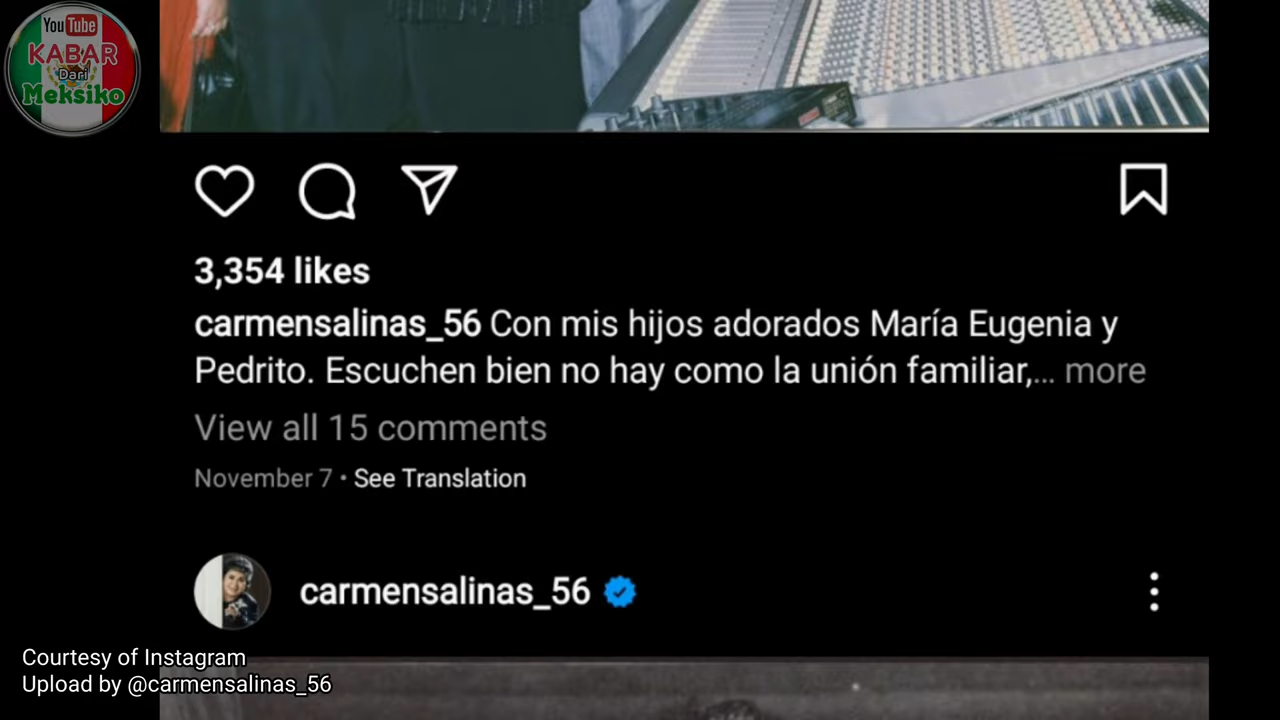 YouTube
KABAR
Dari
Meksiko
3,354 likes
carmensalinas_56 Con mis hijos adorados María Eugenia y
Pedrito. Escuchen bien no hay como la unión familiar,... more
View all 15 comments
November 7 • See Translation
carmensalinas_56
Courtesy of Instagram
Upload by @carmensalinas_56